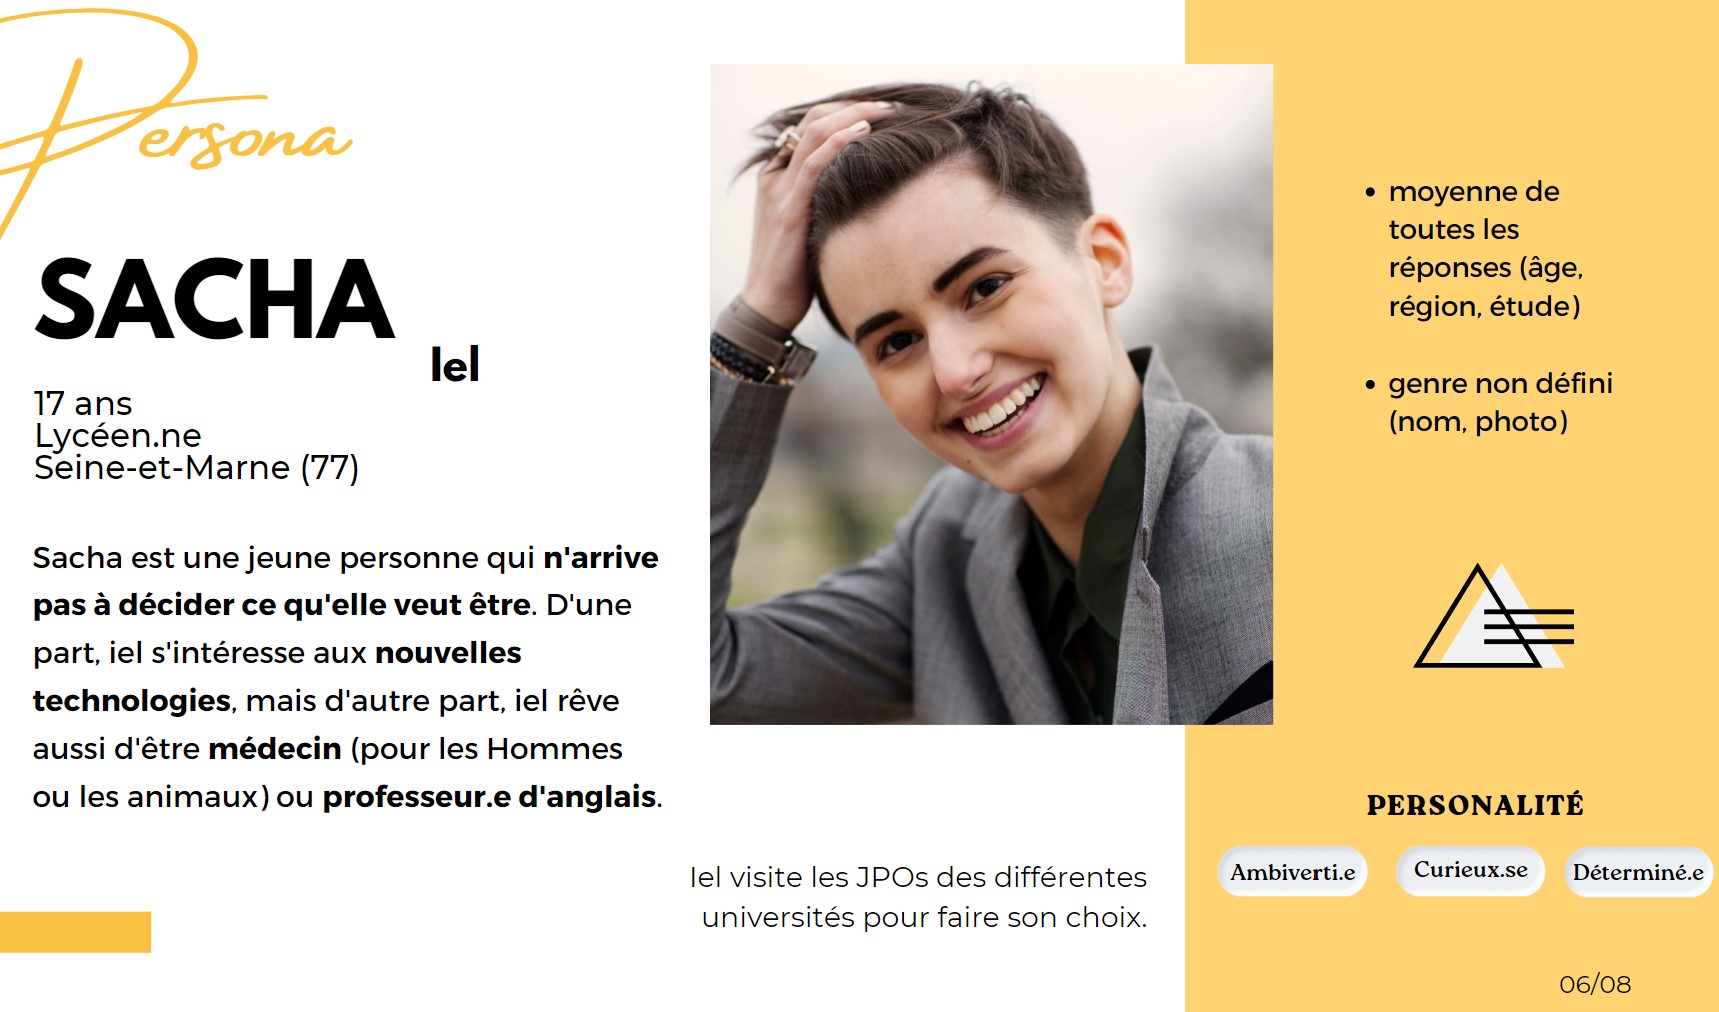 Persona
SACHA
Iel
17 ans
Lycéen.ne
Seine-et-Marne (77)
Sacha est une jeune personne qui n'arrive
pas à décider ce qu'elle veut être. D'une
part, iel s'intéresse aux nouvelles
technologies, mais d'autre part, iel rêve
aussi d'être médecin (pour les Hommes
ou les animaux) ou professeur.e d'anglais.
Iel visite les JPOs des différentes
universités pour faire son choix.
• moyenne de
toutes les
réponses (âge,
région, étude)
• genre non défini
(nom, photo)
PERSONALITÉ
Ambiverti.e
Curieux.se
Déterminé.e
06/08